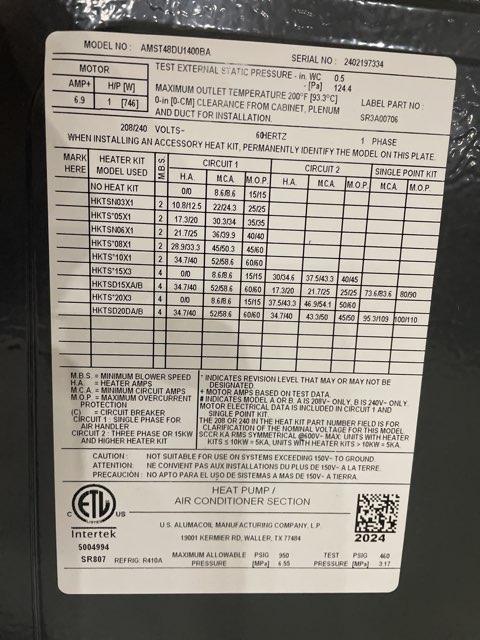 MODEL NO : AMST48DU1400BA
SERIAL NO : 2402197334
MOTOR
AMP+ H/P [W]
6.9 1 [746]
TEST EXTERNAL STATIC PRESSURE - in. WC 0.5
- [Pa] 124.4
MAXIMUM OUTLET TEMPERATURE 200°F [93.3°C]
0-in [0-CM] CLEARANCE FROM CABINET, PLENUM
AND DUCT FOR INSTALLATION.
LABEL PART NO :
SR3A00706
208/240 VOLTS~ 60HERTZ 1 PHASE
WHEN INSTALLING AN ACCESSORY HEAT KIT, PERMANENTLY IDENTIFY THE MODEL ON THIS PLATE.
MARK HERE HEATER KIT MODEL USED M.B.S. CIRCUIT 1 CIRCUIT 2 SINGLE POINT KIT
H.A. M.C.A. M.O.P H.A. M.C.A. M.O.P M.C.A. M.O.P
NO HEAT KIT 0/0 8.6/8.6 15/15
HKTSN03X1 2 10.8/12.5 22/24.3 25/25
HKTS*05X1 2 17.3/20 30.3/34 35/35
HKTSN06X1 2 21.7/25 36/39.9 40/40
HKTS*08X1 2 28.9/33.3 45/50.3 45/60
HKTS*10X1 2 34.7/40 52/58.6 60/60
HKTS*15X3 4 0/0 8.6/8.6 15/15 30/34.6 37.5/43.3 40/45
HKTSD15XA/B 4 34.7/40 52/58.6 60/60 17.3/20 21.7/25 25/25 73.6/83.6 80/90
HKTS*20X3 4 0/0 8.6/8.6 15/15 37.5/43.3 46.9/54.1 50/60
HKTSD20DA/B 4 34.7/40 52/58.6 60/60 34.7/40 43.3/50 45/50 95.3/109 100/110
M.B.S. = MINIMUM BLOWER SPEED
H.A. = HEATER AMPS
M.C.A. = MINIMUM CIRCUIT AMPS
M.O.P. = MAXIMUM OVERCURRENT
PROTECTION
(C) = CIRCUIT BREAKER
CIRCUIT 1 : SINGLE PHASE FOR
AIR HANDLER
CIRCUIT 2 : THREE PHASE FOR 15KW
AND HIGHER HEATER KIT
* INDICATES REVISION LEVEL THAT MAY OR MAY NOT BE
DESIGNATED
+ MOTOR AMPS BASED ON TEST DATA.
# INDICATES MODEL A OR B. A IS 208V~ ONLY, B IS 240V~ ONLY.
MOTOR ELECTRICAL DATA IS INCLUDED IN CIRCUIT 1 AND
SINGLE POINT KIT.
THE 208 OR 240 IN THE HEAT KIT PART NUMBER FIELD IS FOR
CLARIFICATION OF THE NOMINAL VOLTAGE FOR THIS MODEL
SCCR KA RMS SYMMETRICAL @600V~ MAX: UNITS WITH HEATER
KITS ≤ 10KW = 5KA, UNITS WITH HEATER KITS > 10KW = 5KA.
CAUTION : NOT SUITABLE FOR USE ON SYSTEMS EXCEEDING 150V~ TO GROUND.
ATTENTION: NE CONVIENT PAS AUX INSTALLATIONS DU PLUS DE 150V~ A LA TERRE.
PRECAUCIÓN : NO APTO PARA EL USO DE SISTEMAS A MAS DE 150V~ A TIERRA.
HEAT PUMP /
AIR CONDITIONER SECTION
C ETL US
LISTED
Intertek
5004994
U.S. ALUMACOIL MANUFACTURING COMPANY, L.P.
19001 KERMIER RD, WALLER, TX 77484
2024
SR807 REFRIG: R410A MAXIMUM ALLOWABLE PRESSURE PSIG 950 TEST PRESSURE PSIG 460
[MPa] 6.55 [MPa] 3.17